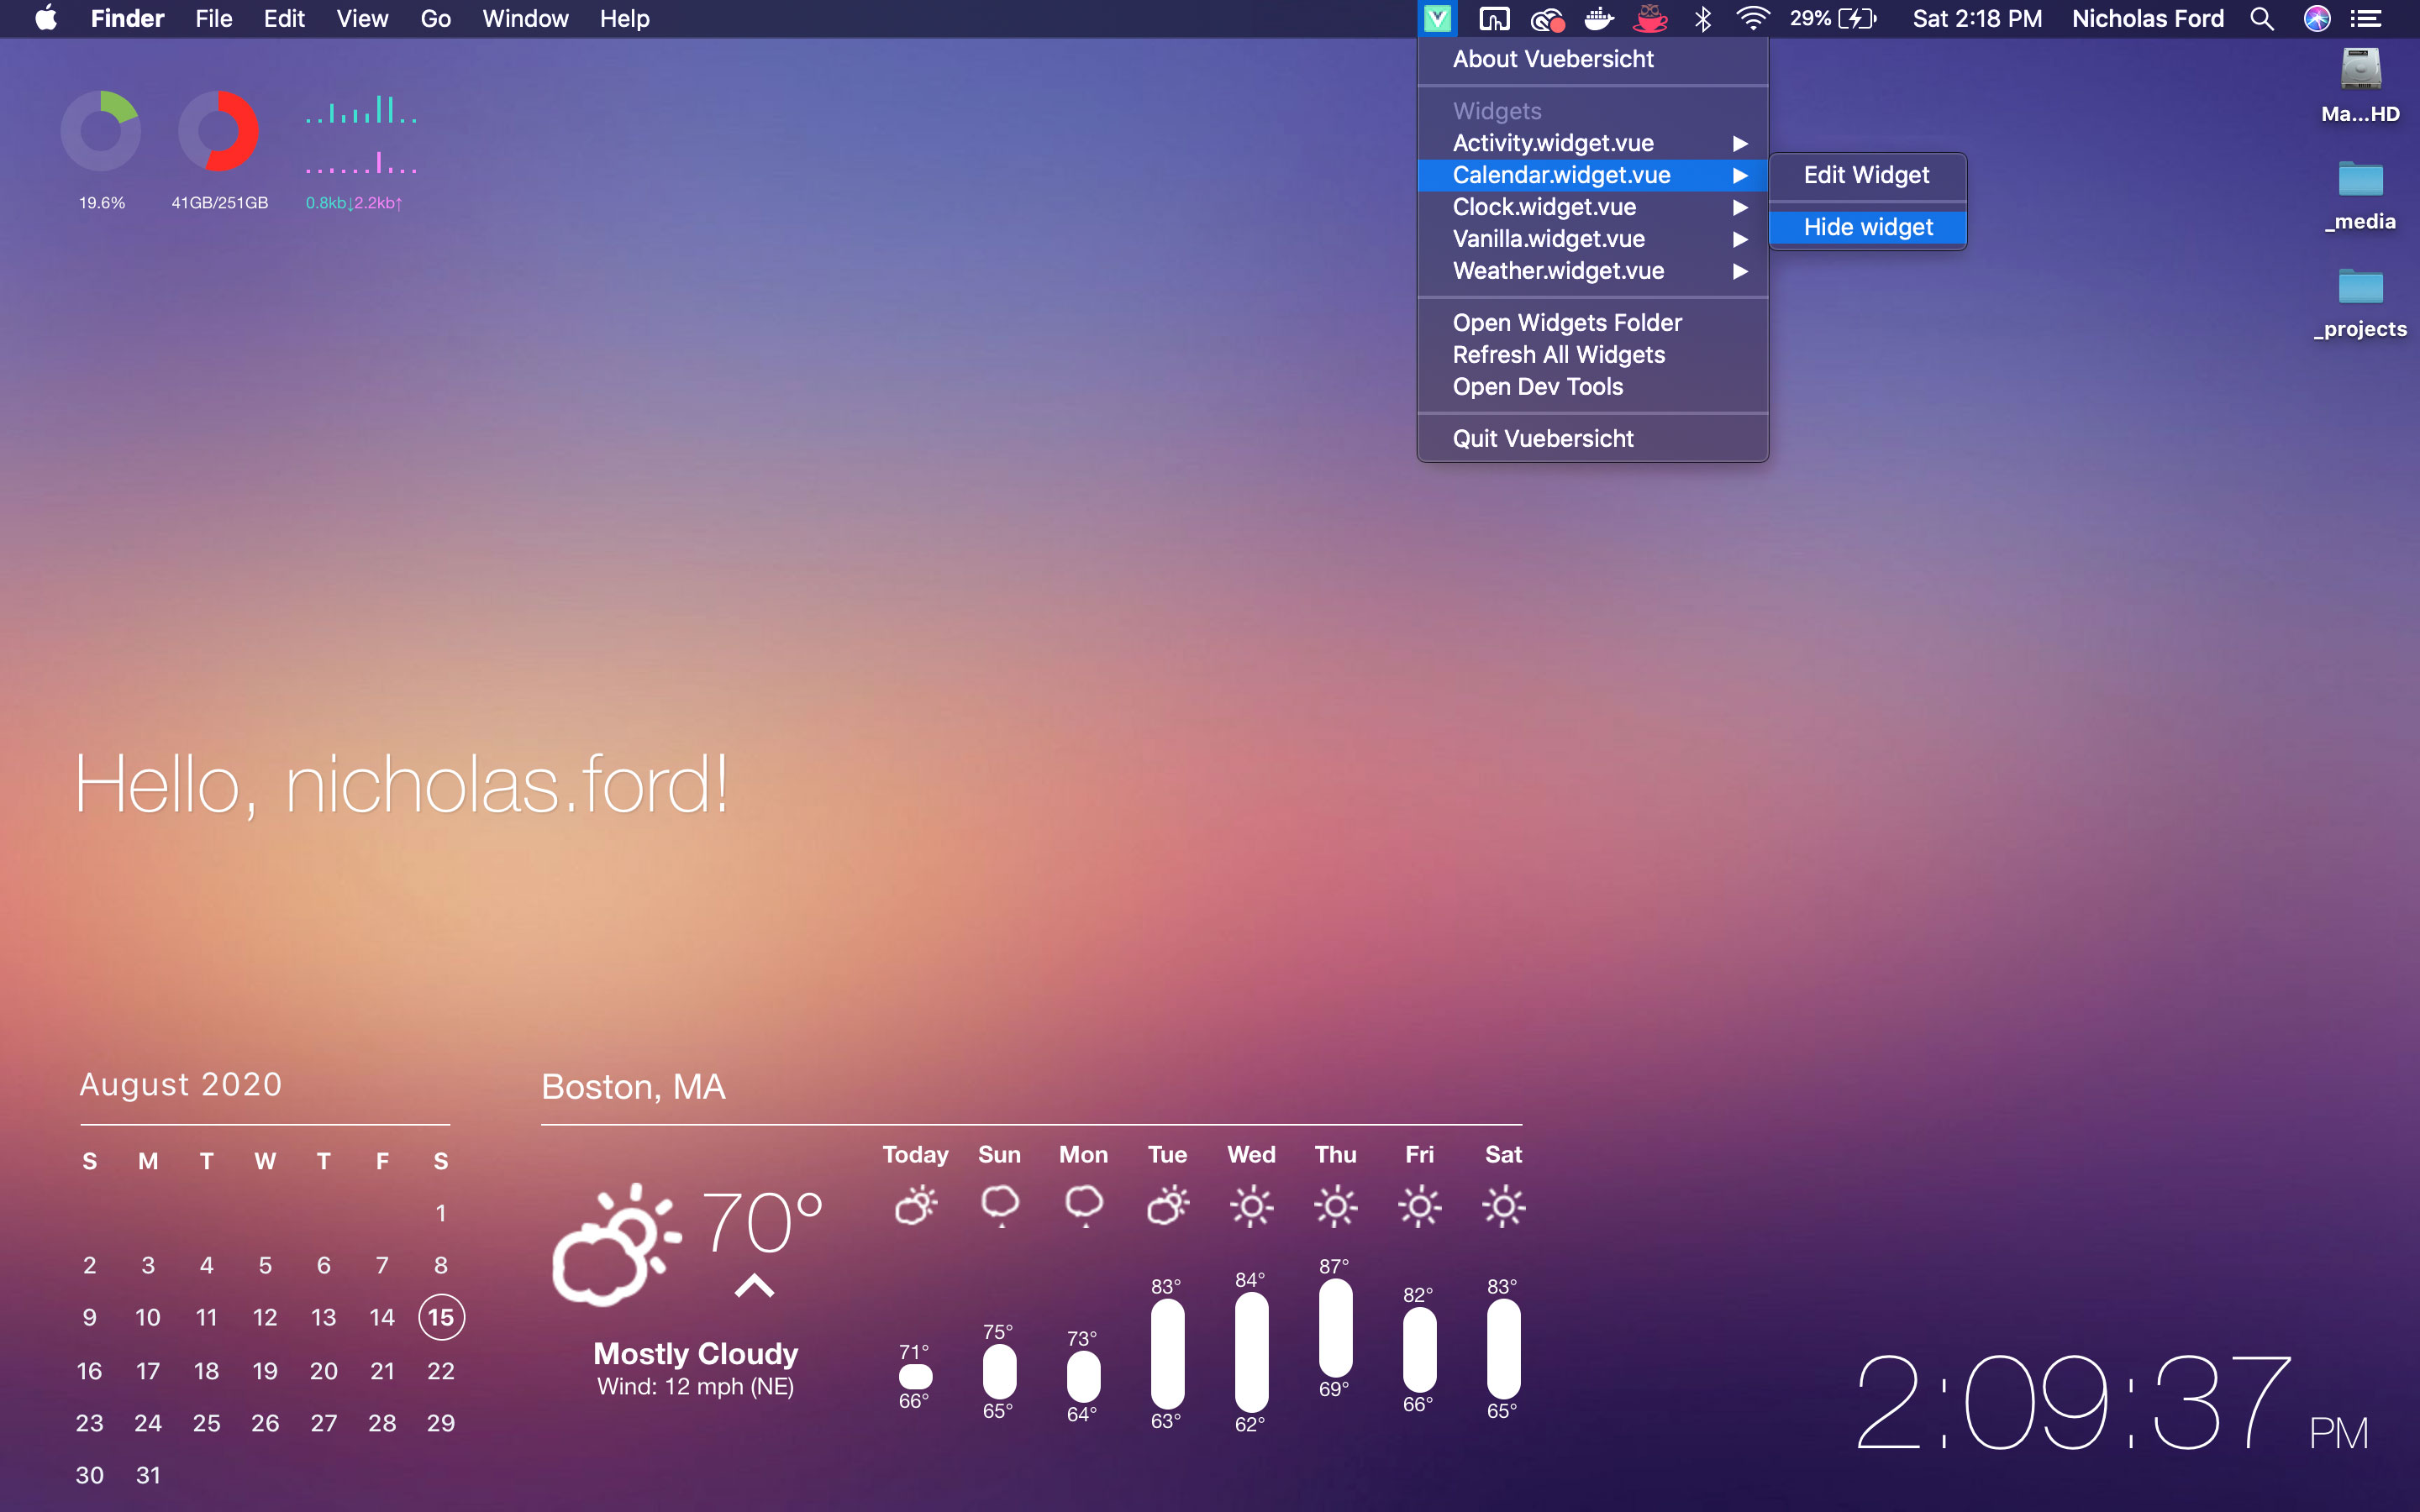 Finder File Edit View Go Window Help 29% Sat 2:18 PM Nicholas Ford
About Vuebersicht
Widgets
Activity.widget.vue
Calendar.widget.vue
Clock.widget.vue
Vanilla.widget.vue
Weather.widget.vue
Open Widgets Folder
Refresh All Widgets
Open Dev Tools
Quit Vuebersicht
Edit Widget
Hide widget
Ma...HD
_media
_projects
19.6% 41GB/251GB 0.8kb↓2.2kb↑
Hello, nicholas.ford!
August 2020
S M T W T F S
1
2 3 4 5 6 7 8
9 10 11 12 13 14 15
16 17 18 19 20 21 22
23 24 25 26 27 28 29
30 31
Boston, MA
70°
Mostly Cloudy
Wind: 12 mph (NE)
Today Sun Mon Tue Wed Thu Fri Sat
71° 75° 73° 83° 84° 87° 82° 83°
66° 65° 64° 63° 62° 69° 66° 65°
2:09:37 PM